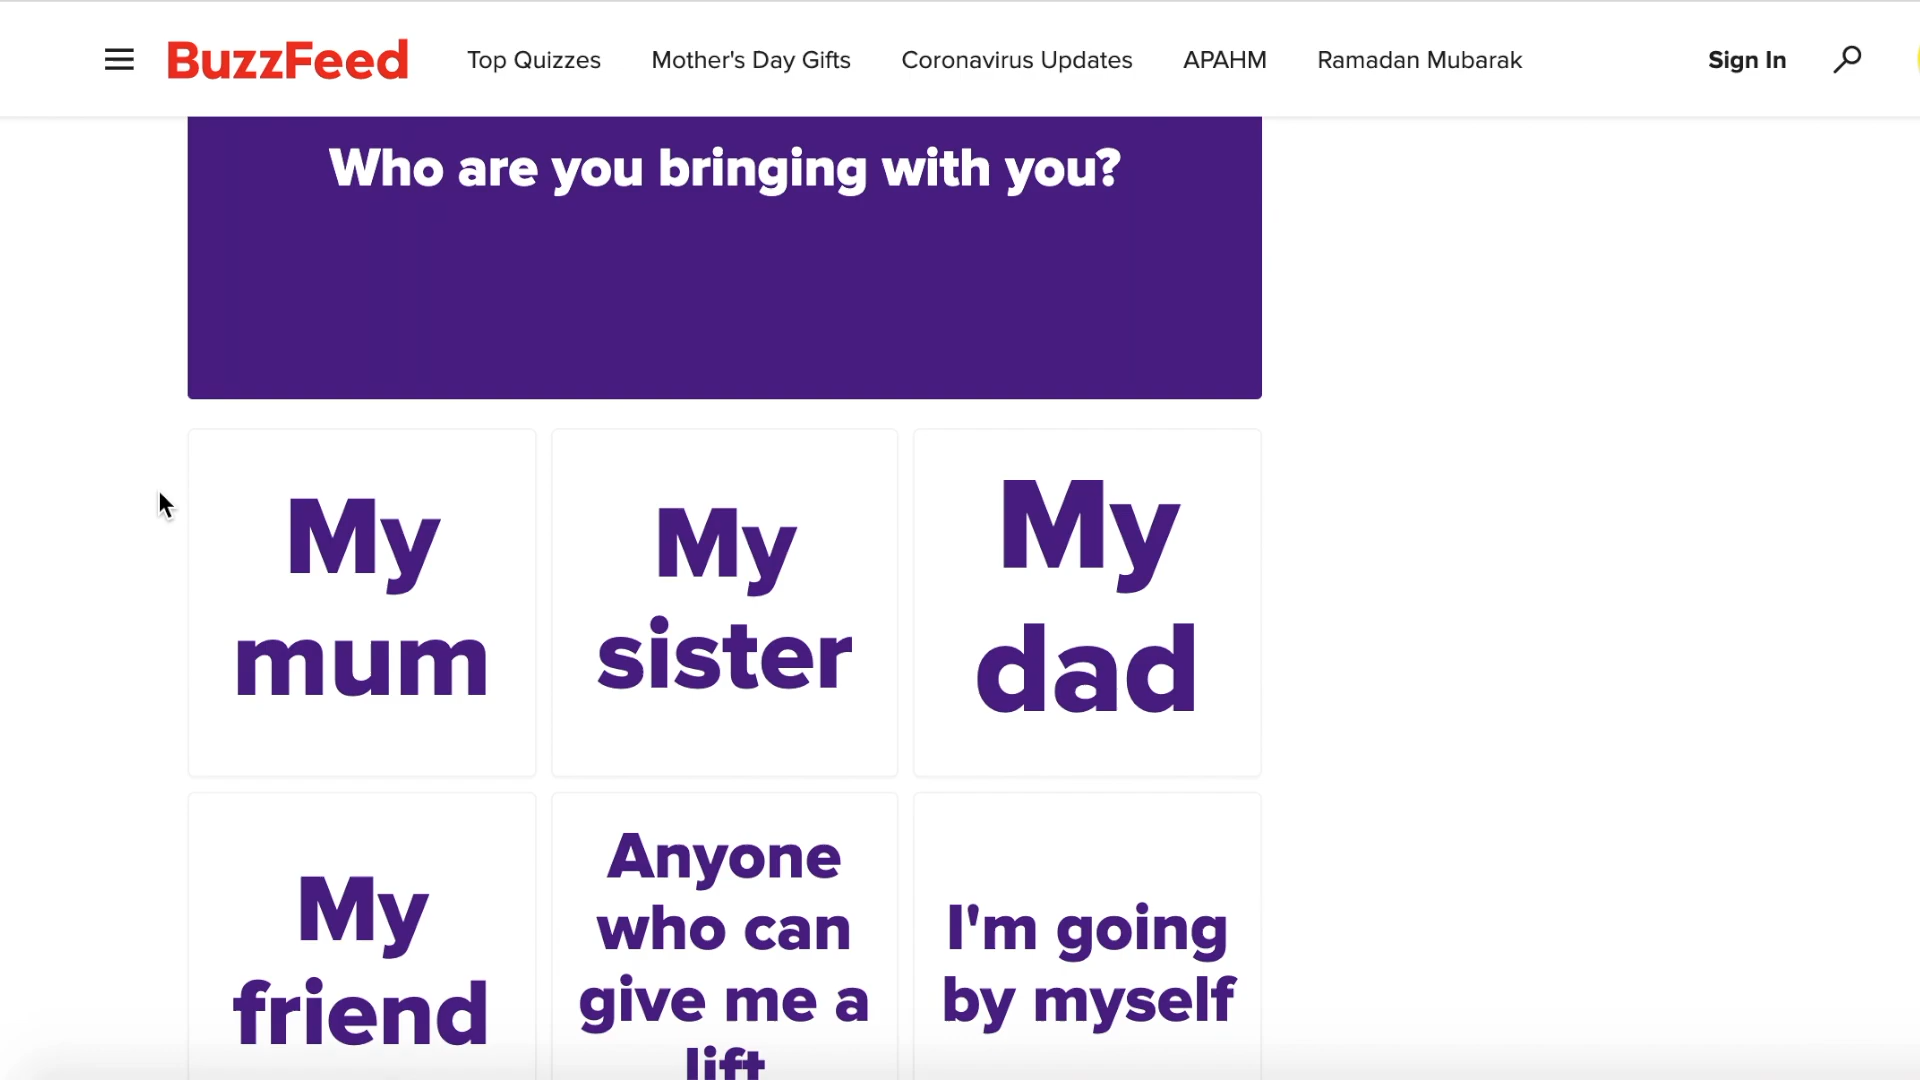 BuzzFeed Top Quizzes Mother's Day Gifts Coronavirus Updates APAHM Ramadan Mubarak Sign In
Who are you bringing with you?
My
mum
My
sister
My
dad
My
friend
Anyone
who can
give me a
lift
I'm going
by myself